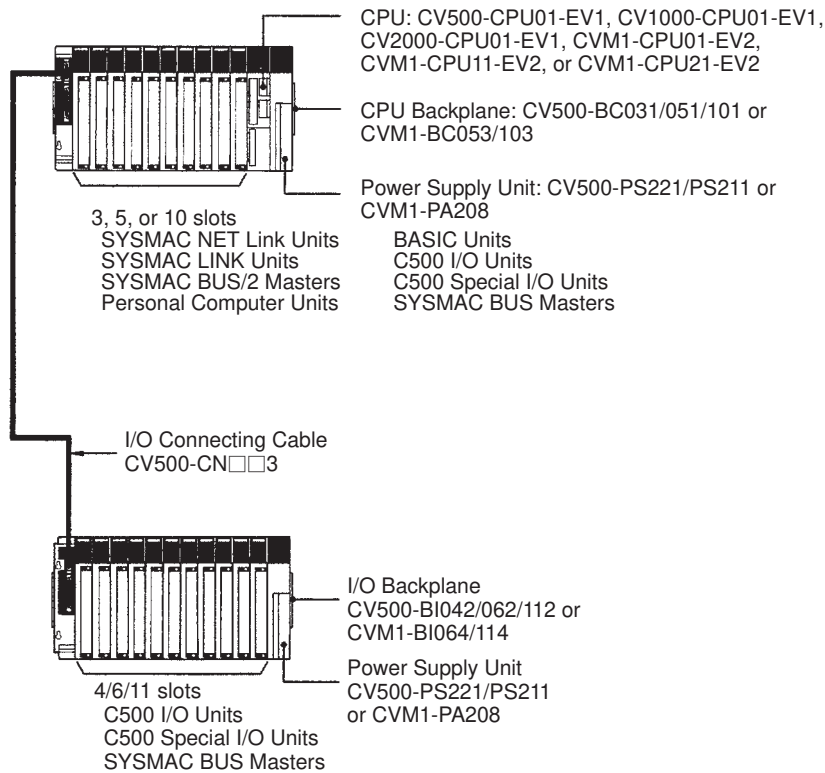 CPU: CV500-CPU01-EV1, CV1000-CPU01-EV1,
CV2000-CPU01-EV1, CVM1-CPU01-EV2,
CVM1-CPU11-EV2, or CVM1-CPU21-EV2
CPU Backplane: CV500-BC031/051/101 or
CVM1-BC053/103
Power Supply Unit: CV500-PS221/PS211 or
CVM1-PA208
3, 5, or 10 slots
SYSMAC NET Link Units
SYSMAC LINK Units
SYSMAC BUS/2 Masters
Personal Computer Units
BASIC Units
C500 I/O Units
C500 Special I/O Units
SYSMAC BUS Masters
I/O Connecting Cable
CV500-CN□□3
I/O Backplane
CV500-BI042/062/112 or
CVM1-BI064/114
Power Supply Unit
CV500-PS221/PS211
or CVM1-PA208
4/6/11 slots
C500 I/O Units
C500 Special I/O Units
SYSMAC BUS Masters